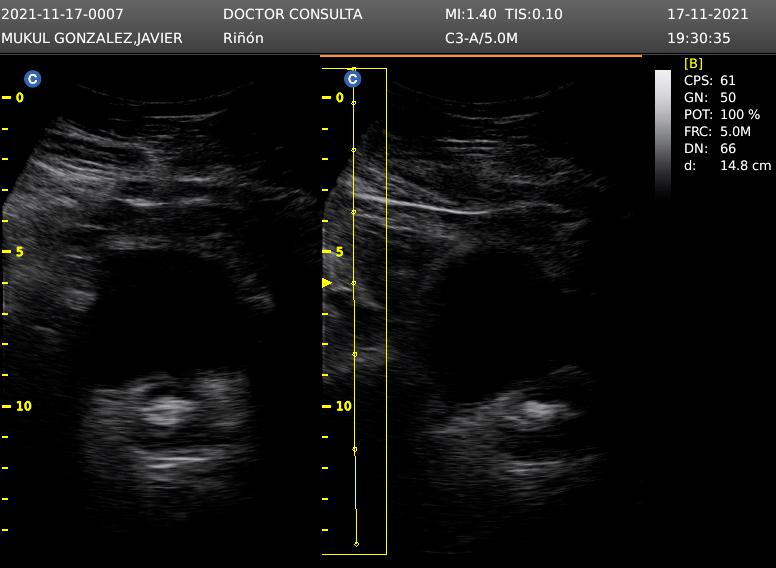 2021-11-17-0007 DOCTOR CONSULTA MI:1.40 TIS:0.10 17-11-2021
MUKUL GONZALEZ,JAVIER Riñón C3-A/5.0M 19:30:35
[B]
CPS: 61
GN: 50
POT: 100 %
FRC: 5.0M
DN: 66
d: 14.8 cm
C
0
5
10
C
0
5
10